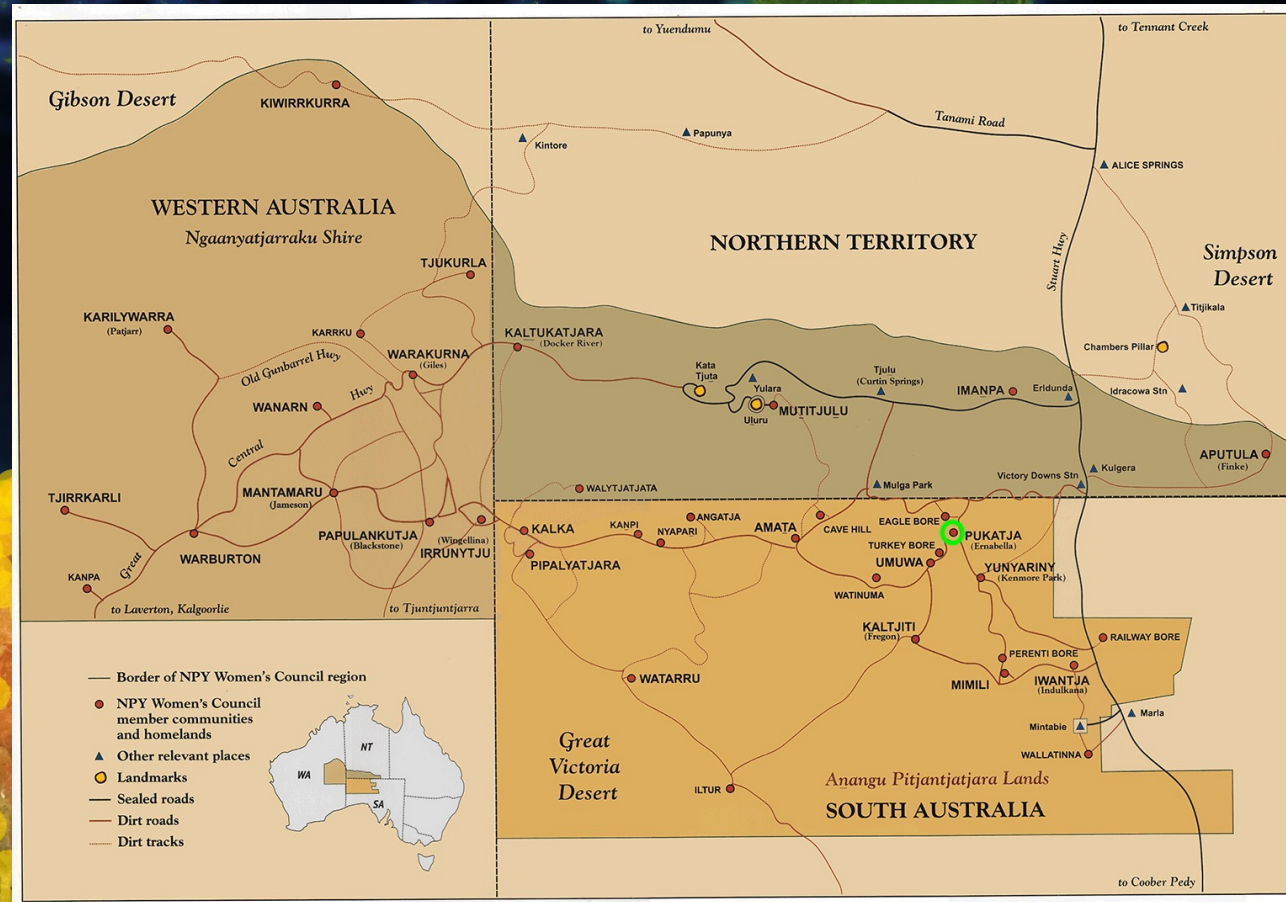 to Yuendumu
to Tennant Creek
Gibson Desert
KIWIRRKURRA
Tanami Road
Kintore
Papunya
ALICE SPRINGS
WESTERN AUSTRALIA
Ngaanyatjarraku Shire
NORTHERN TERRITORY
Stuart Hwy
Simpson
Desert
TJUKURLA
Titjikala
KARILYWARRA
(Patjarr)
KARRKU
KALTUKATJARA
(Docker River)
Chambers Pillar
Old Gunbarrel Hwy
WARAKURNA
(Giles)
Kata
Tjuṯa
Yulara
Tjulu
(Curtin Springs)
IMANPA
Erldunda
Idracowa Stn
Hwy
WANARN
Uluṟu
MUṮITJULU
Central
APUTULA
(Finke)
Kulgera
Victory Downs Stn
TJIRRKARLI
MANTAMARU
(Jameson)
WALYTJATJATA
Mulga Park
PAPULANKUTJA
(Blackstone)
(Wingellina)
IRRUNYTJU
KALKA
KANPI
NYAPARI
ANGATJA
AMAṮA
CAVE HILL
EAGLE BORE
PUKATJA
(Ernabella)
WARBURTON
Great
TURKEY BORE
PIPALYATJARA
UMUWA
YUNYARINY
(Kenmore Park)
KANPA
WATINUMA
to Laverton, Kalgoorlie
to Tjuntjuntjarra
KALTJITI
(Fregon)
RAILWAY BORE
PERENTI BORE
WATARRU
MIMILI
IWANTJA
(Indulkana)
Border of NPY Women's Council region
NPY Women's Council
member communities
and homelands
Other relevant places
Landmarks
Sealed roads
Dirt roads
Dirt tracks
NT
WA
SA
Great
Victoria
Desert
Mintabie
Marla
WALLATINNA
Aṉangu Pitjantjatjara Lands
SOUTH AUSTRALIA
ILTUR
to Coober Pedy